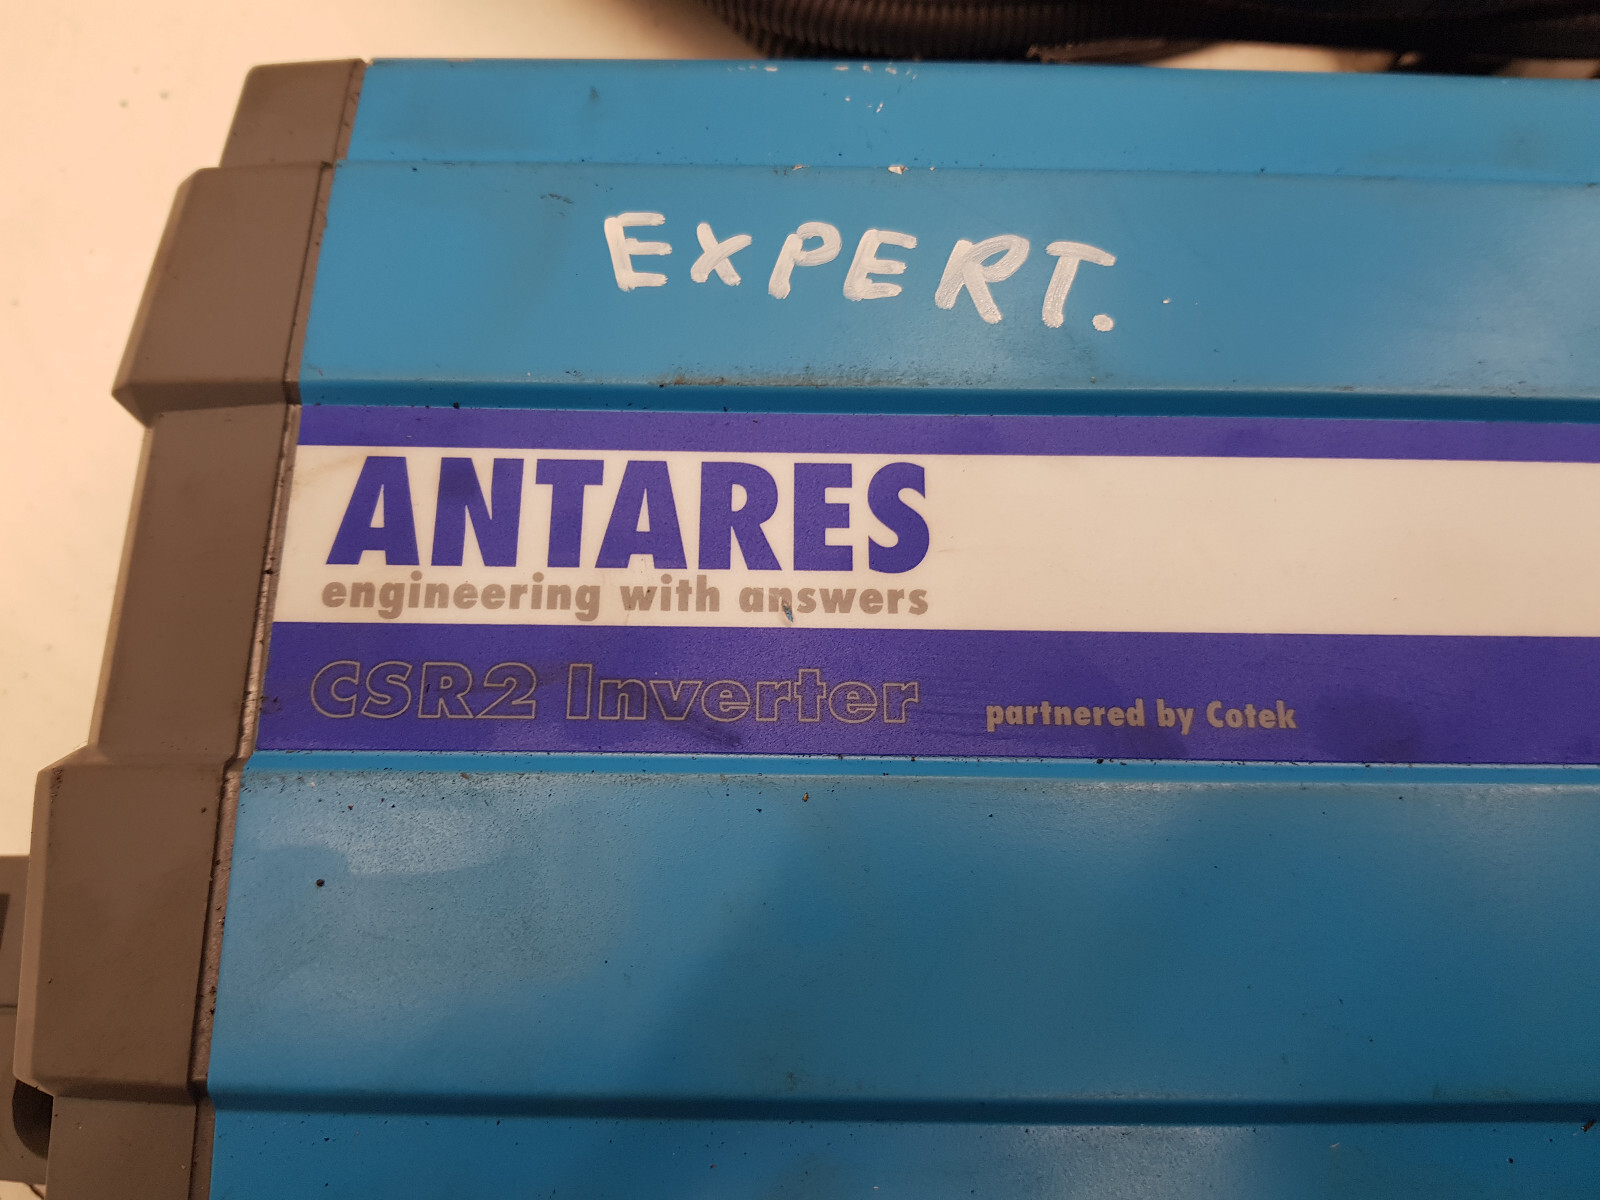 EXPERT.
ANTARES
engineering with answers
CSR2 Inverter
partnered by Cotek